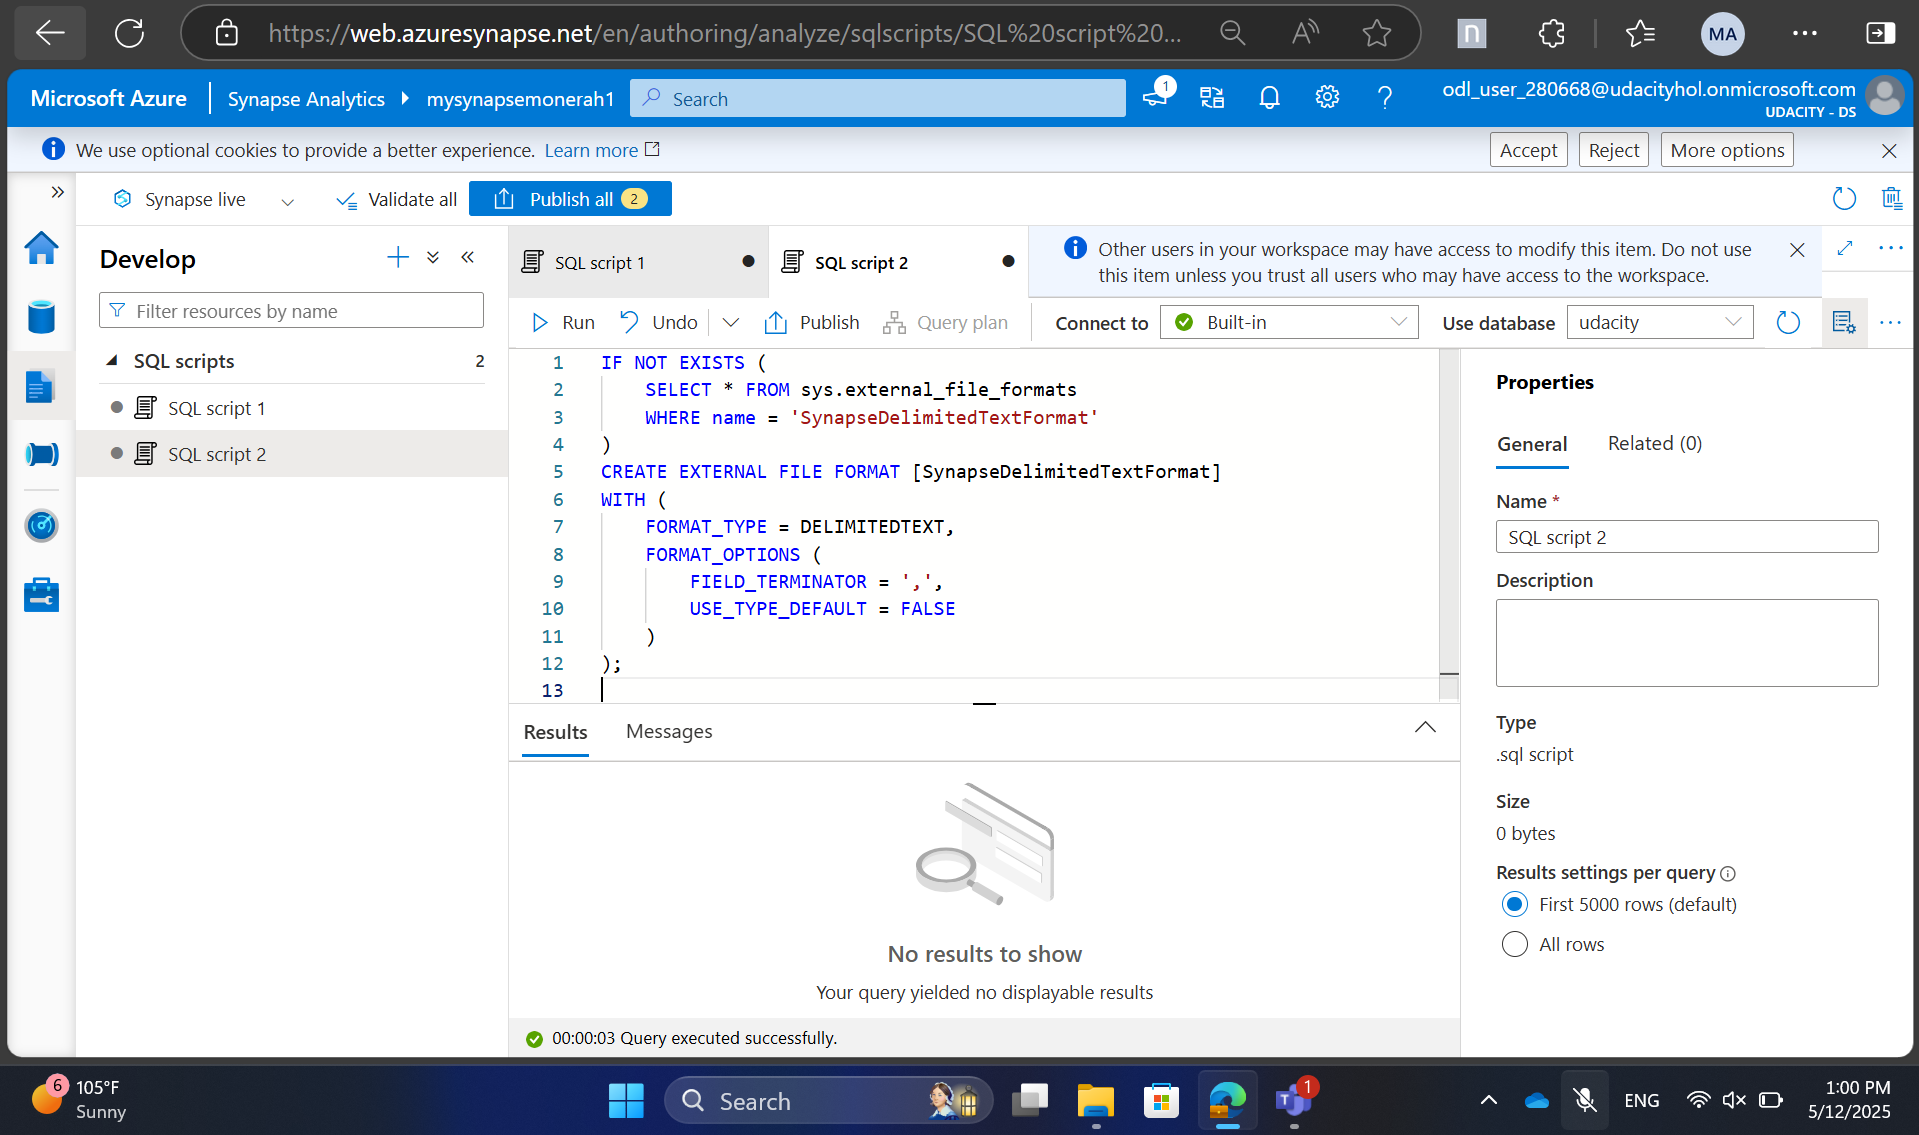 https://web.azuresynapse.net/en/authoring/analyze/sqlscripts/SQL%20script%20...
n
MA
Microsoft Azure
Synapse Analytics
mysynapsemonerah1
Search
1
odl_user_280668@udacityhol.onmicrosoft.com
UDACITY - DS
We use optional cookies to provide a better experience. Learn more
Accept
Reject
More options
Synapse live
Validate all
Publish all 2
Develop
Filter resources by name
SQL scripts 2
SQL script 1
SQL script 2
SQL script 1
SQL script 2
Other users in your workspace may have access to modify this item. Do not use
this item unless you trust all users who may have access to the workspace.
Run
Undo
Publish
Query plan
Connect to
Built-in
Use database
udacity
1 IF NOT EXISTS (
2 SELECT * FROM sys.external_file_formats
3 WHERE name = 'SynapseDelimitedTextFormat'
4 )
5 CREATE EXTERNAL FILE FORMAT [SynapseDelimitedTextFormat]
6 WITH (
7 FORMAT_TYPE = DELIMITEDTEXT,
8 FORMAT_OPTIONS (
9 FIELD_TERMINATOR = ',',
10 USE_TYPE_DEFAULT = FALSE
11 )
12 );
13
Results
Messages
No results to show
Your query yielded no displayable results
00:00:03 Query executed successfully.
Properties
General
Related (0)
Name *
SQL script 2
Description
Type
.sql script
Size
0 bytes
Results settings per query
First 5000 rows (default)
All rows
6
105°F
Sunny
Search
T
1
ENG
1:00 PM
5/12/2025